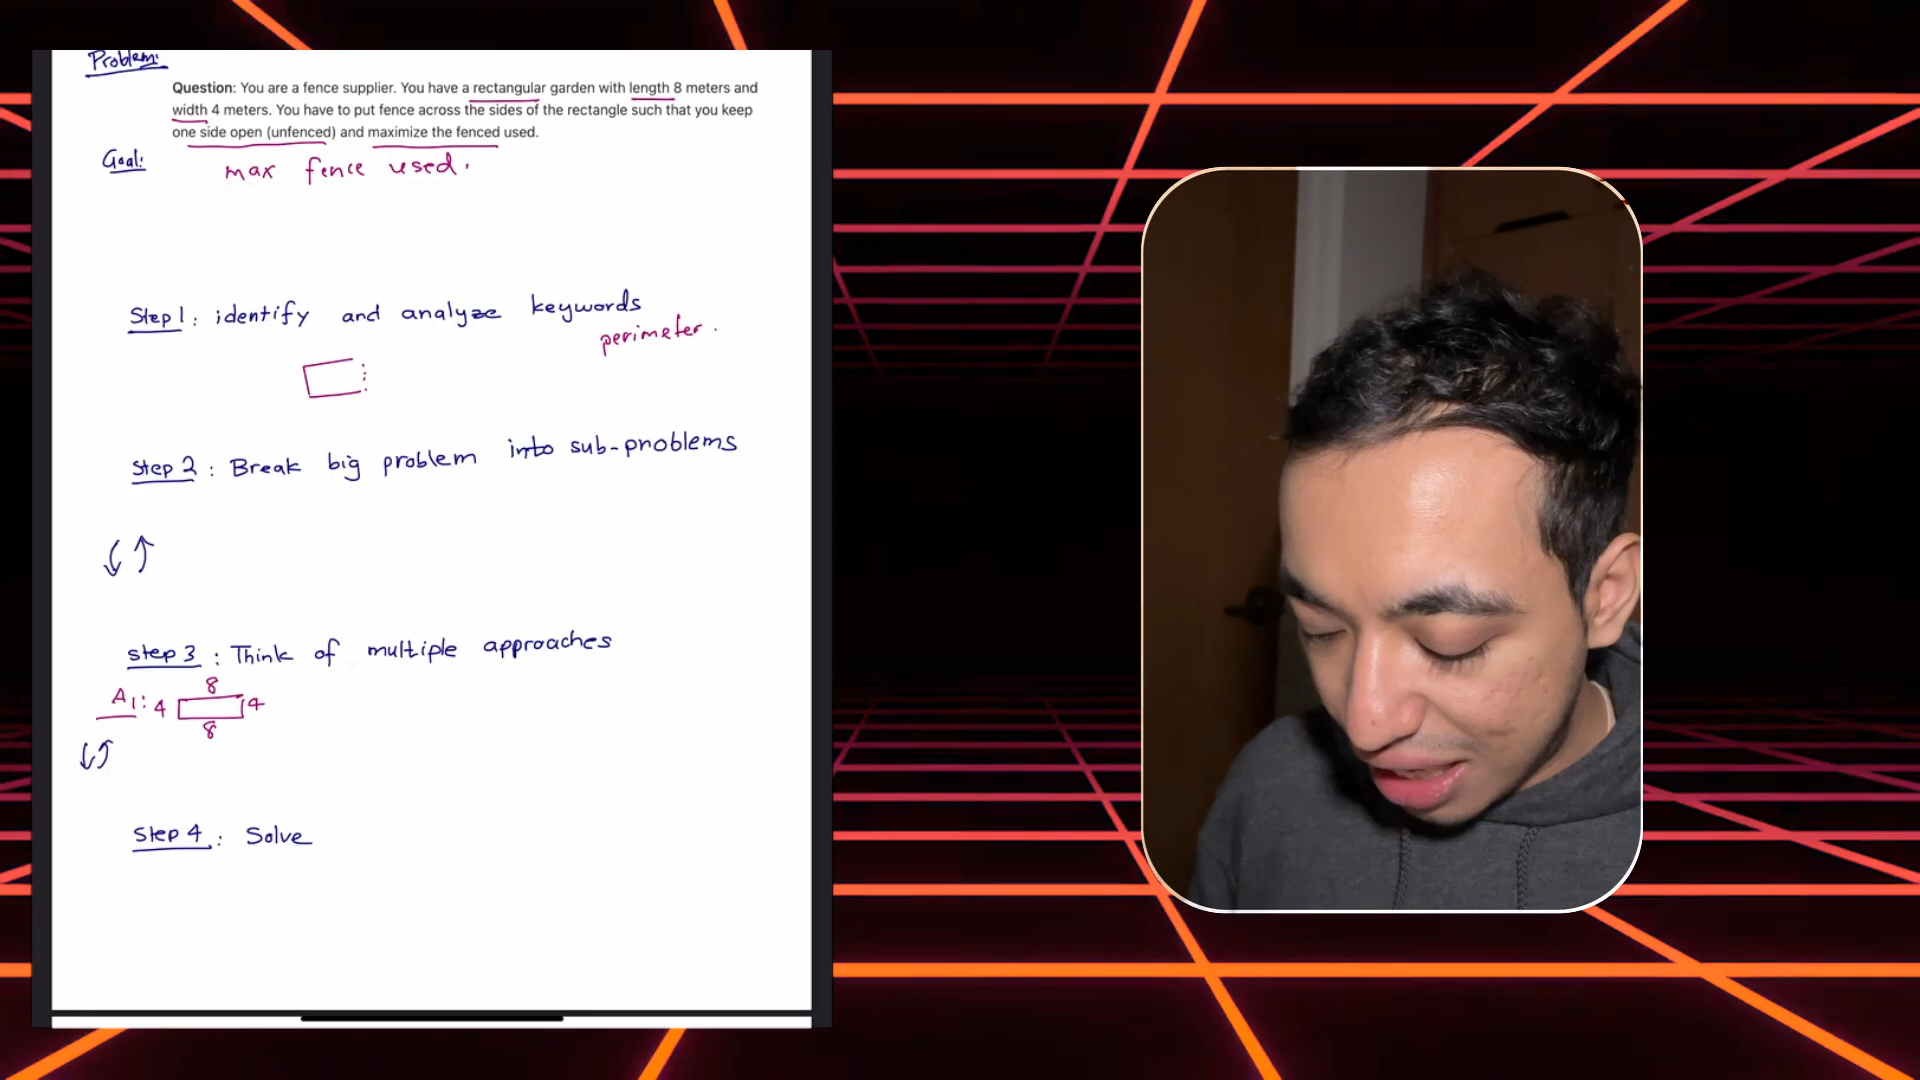 Problem:
Question: You are a fence supplier. You have a rectangular garden with length 8 meters and
width 4 meters. You have to put fence across the sides of the rectangle such that you keep
one side open (unfenced) and maximize the fenced used.
Goal:
max fence used.
Step 1: identify and analyze keywords
perimeter.
Step 2: Break big problem into sub-problems
step 3: Think of multiple approaches
8
A1: 4 4
8
Step 4: Solve